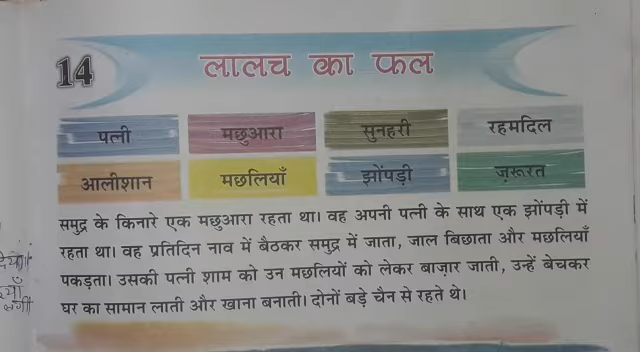 14
लालच का फल
पत्नी मछुआरा सुनहरी रहमदिल
आलीशान मछलियाँ झोंपड़ी ज़रूरत
समुद्र के किनारे एक मछुआरा रहता था। वह अपनी पत्नी के साथ एक झोंपड़ी में
रहता था। वह प्रतिदिन नाव में बैठकर समुद्र में जाता, जाल बिछाता और मछलियाँ
पकड़ता। उसकी पत्नी शाम को उन मछलियों को लेकर बाज़ार जाती, उन्हें बेचकर
घर का सामान लाती और खाना बनाती। दोनों बड़े चैन से रहते थे।